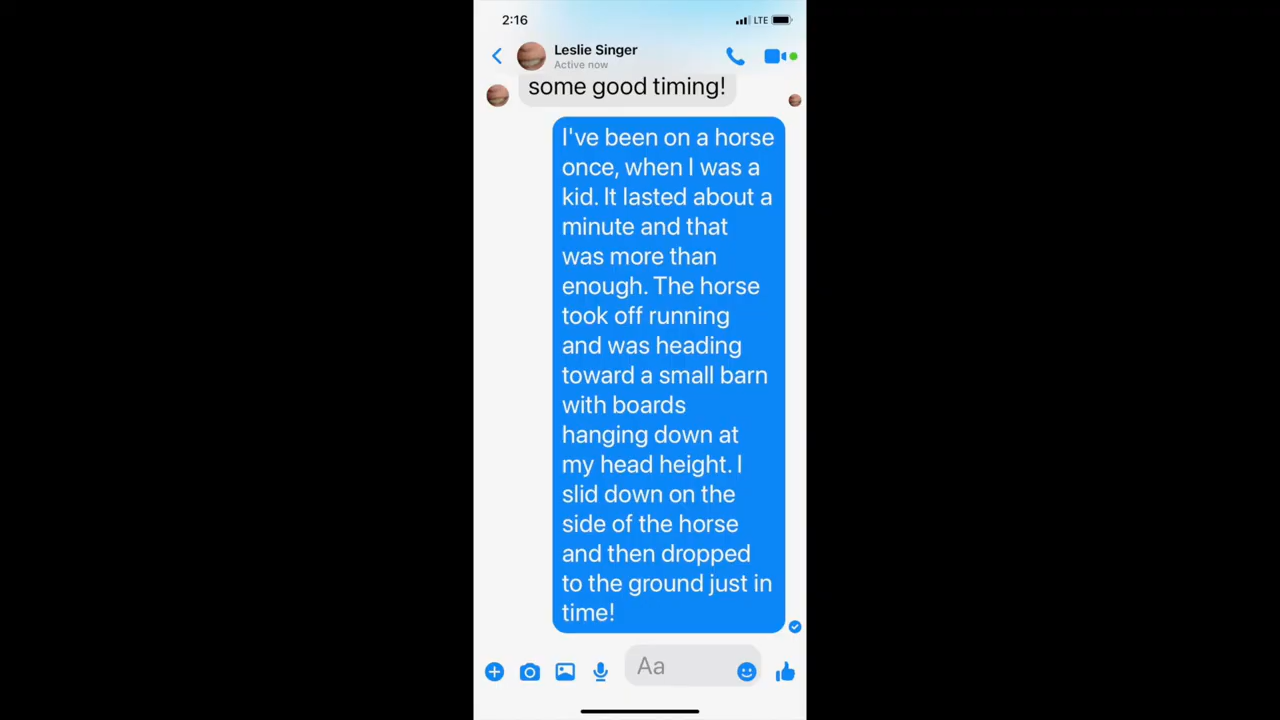 2:16
LTE
Leslie Singer
Active now
some good timing!
I've been on a horse
once, when I was a
kid. It lasted about a
minute and that
was more than
enough. The horse
took off running
and was heading
toward a small barn
with boards
hanging down at
my head height. I
slid down on the
side of the horse
and then dropped
to the ground just in
time!
Aa